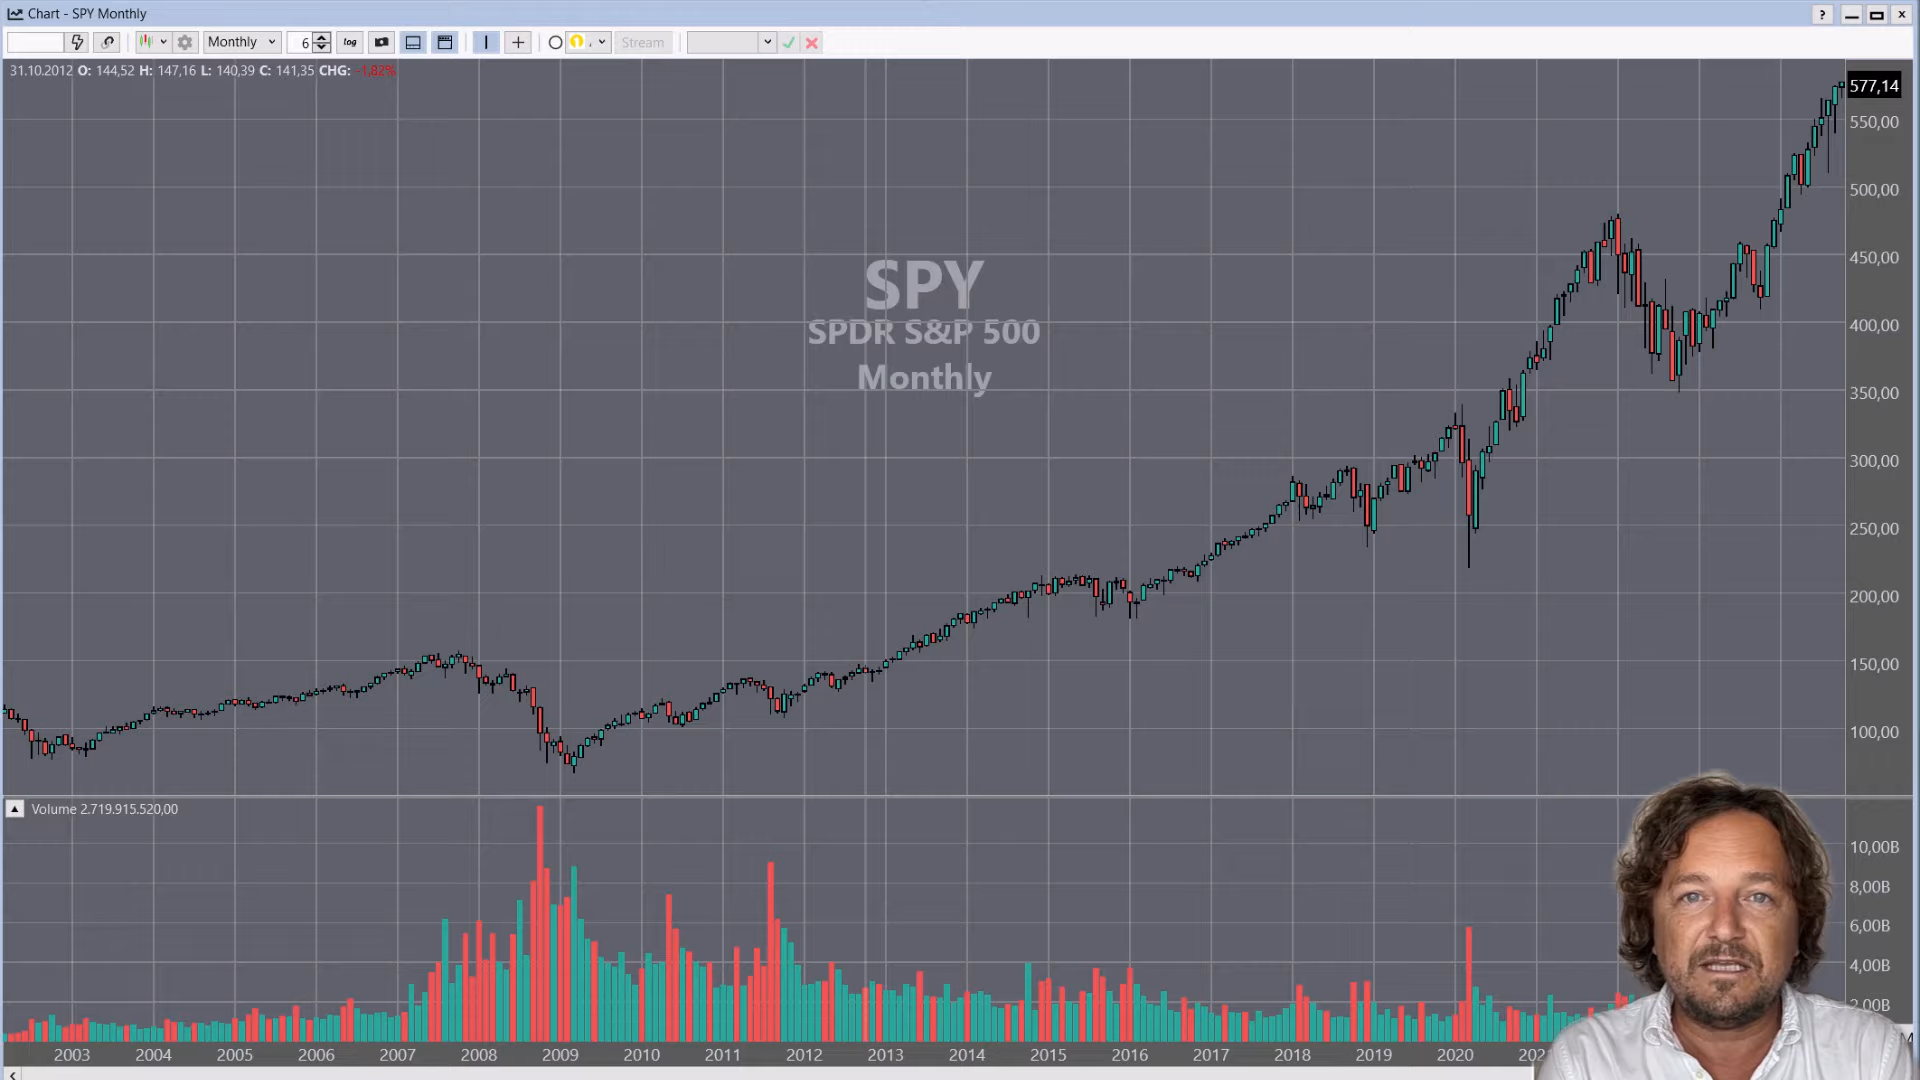 Chart - SPY Monthly
Monthly 6 log Stream
31.10.2012 O: 144,52 H: 147,16 L: 140,39 C: 141,35 CHG: -1,82%
577,14
550,00
500,00
450,00
SPY
SPDR S&P 500
Monthly
400,00
350,00
300,00
250,00
200,00
150,00
100,00
Volume 2.719.915.520,00
10,00B
8,00B
6,00B
4,00B
2,00B
2003 2004 2005 2006 2007 2008 2009 2010 2011 2012 2013 2014 2015 2016 2017 2018 2019 2020